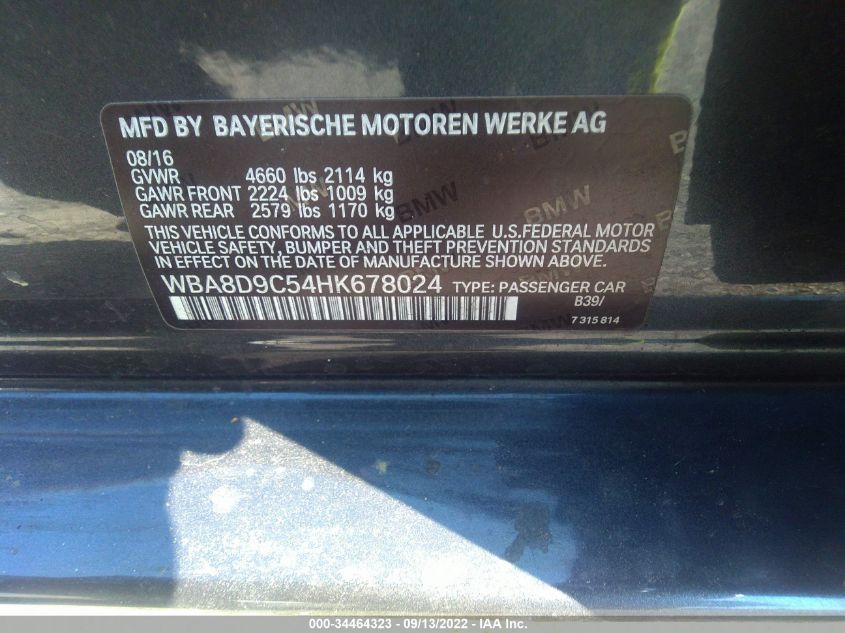 MFD BY BAYERISCHE MOTOREN WERKE AG
08/16
GVWR 4660 lbs 2114 kg
GAWR FRONT 2224 lbs 1009 kg
GAWR REAR 2579 lbs 1170 kg
THIS VEHICLE CONFORMS TO ALL APPLICABLE U.S.FEDERAL MOTOR
VEHICLE SAFETY, BUMPER AND THEFT PREVENTION STANDARDS
IN EFFECT ON THE DATE OF MANUFACTURE SHOWN ABOVE.
WBA8D9C54HK678024 TYPE: PASSENGER CAR
B39/
7 315 814
000-34464323 - 09/13/2022 - IAA Inc.